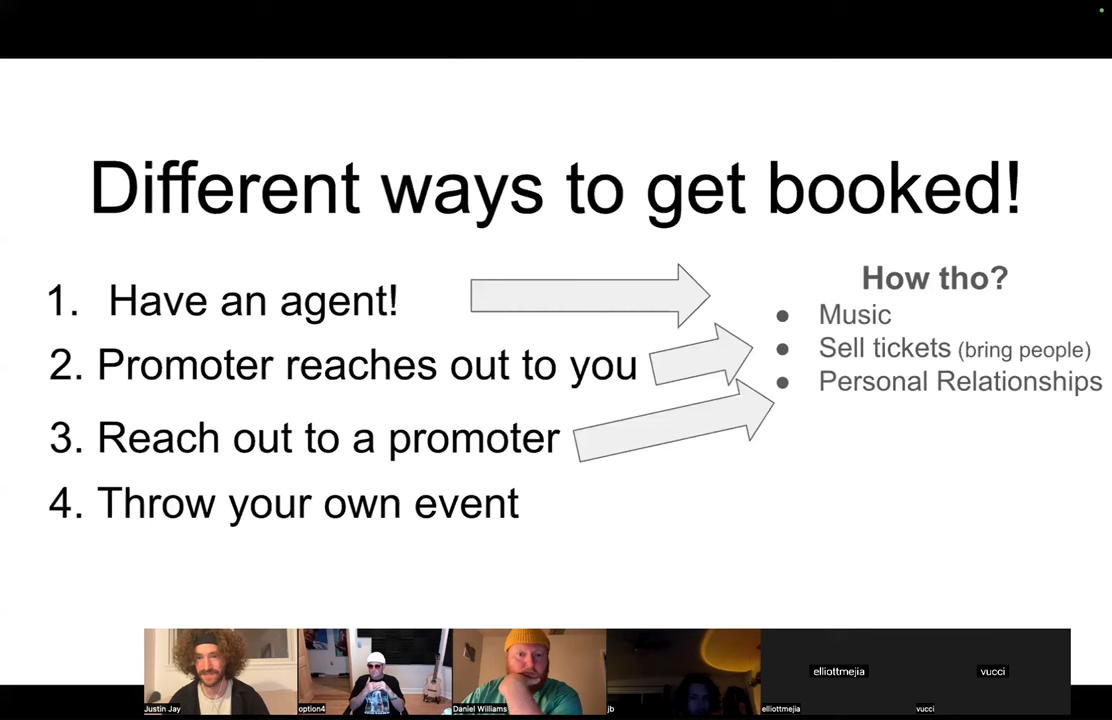 Different ways to get booked!
1. Have an agent!
2. Promoter reaches out to you
3. Reach out to a promoter
4. Throw your own event
How tho?
● Music
● Sell tickets (bring people)
● Personal Relationships
elliottmejia
vucci
Justin Jay
option4
Daniel Williams
jb
elliottmejia
vucci